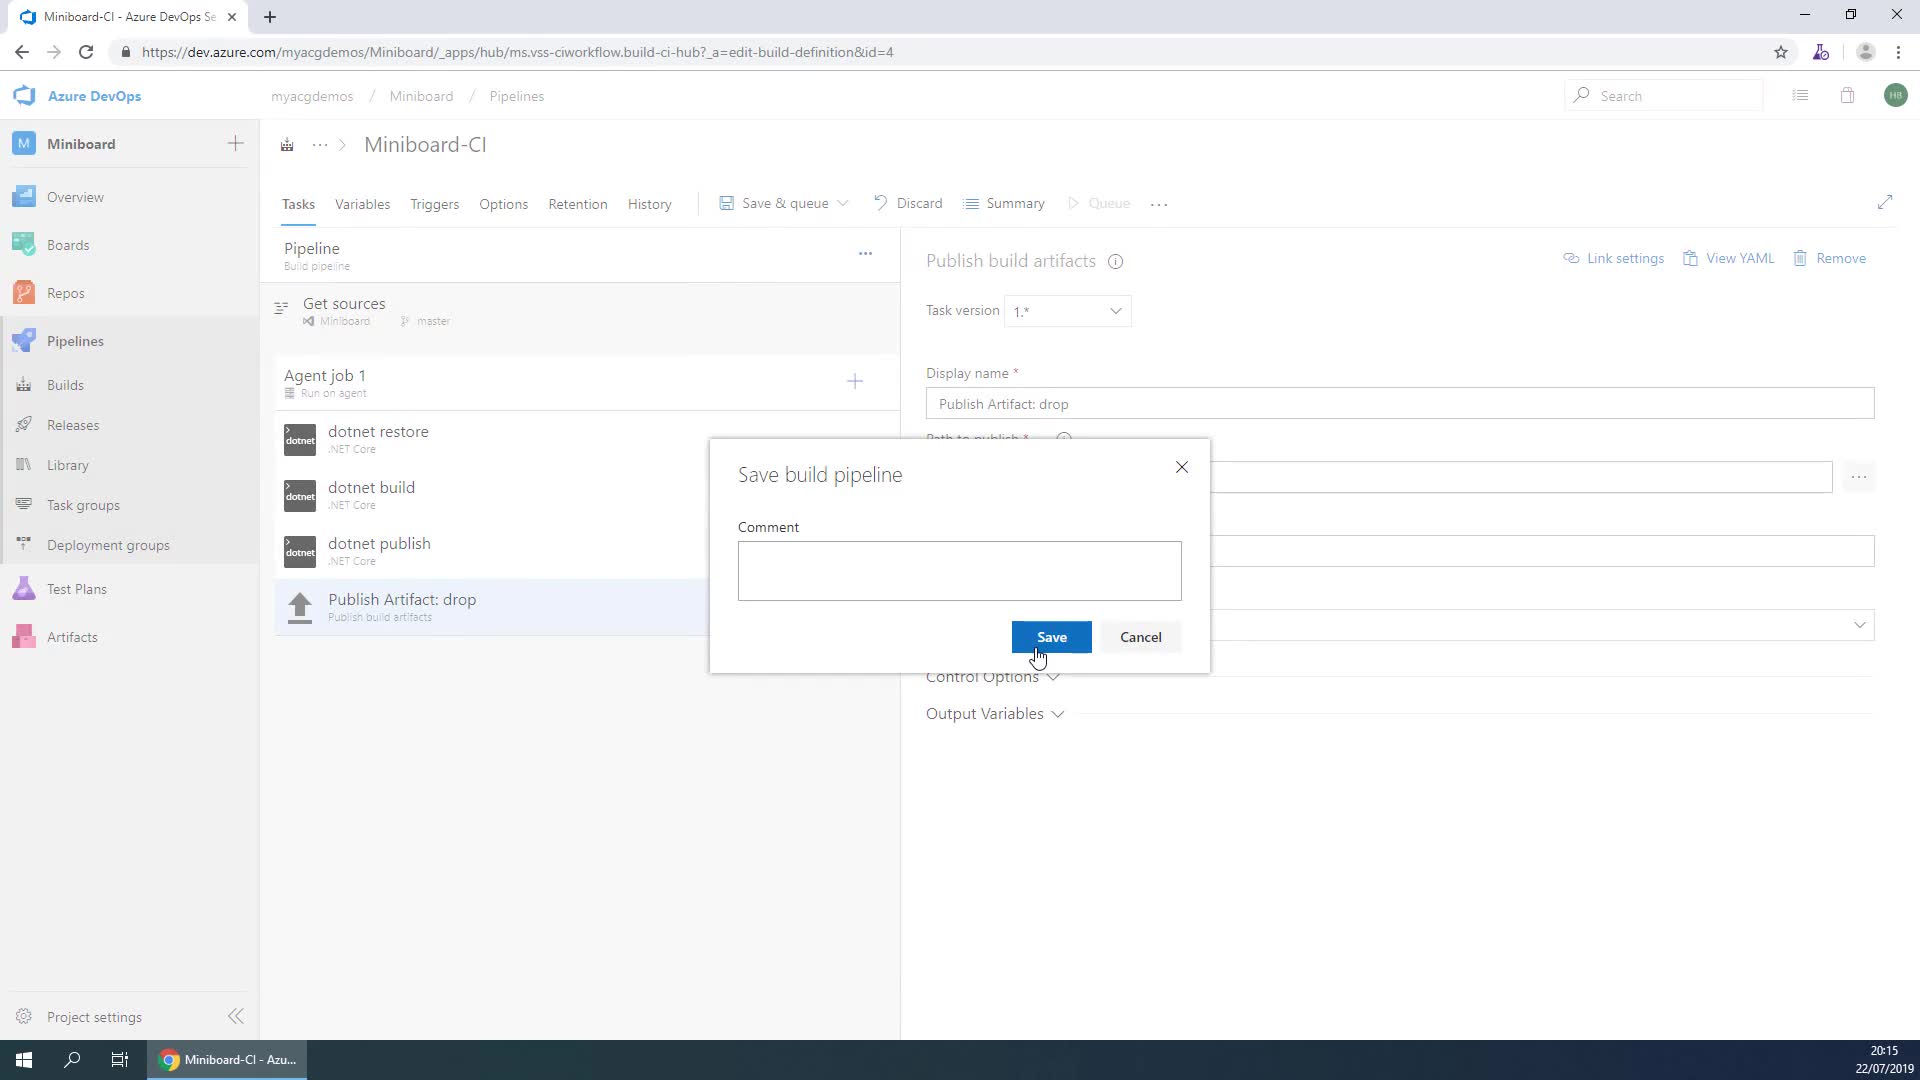 Miniboard-CI - Azure DevOps Se
https://dev.azure.com/myacgdemos/Miniboard/_apps/hub/ms.vss-ciworkflow.build-ci-hub?_a=edit-build-definition&id=4
Azure DevOps
myacgdemos / Miniboard / Pipelines
Search
HB
M Miniboard
Miniboard-CI
Overview
Boards
Repos
Pipelines
Builds
Releases
Library
Task groups
Deployment groups
Test Plans
Artifacts
Project settings
Tasks Variables Triggers Options Retention History
Save & queue Discard Summary Queue ...
Pipeline
Build pipeline
Get sources
Miniboard master
Agent job 1
Run on agent
dotnet
dotnet restore
.NET Core
dotnet
dotnet build
.NET Core
dotnet
dotnet publish
.NET Core
Publish Artifact: drop
Publish build artifacts
Publish build artifacts
Link settings View YAML Remove
Task version 1.*
Display name *
Publish Artifact: drop
Path to publish *
Save build pipeline
Comment
Save Cancel
Control Options
Output Variables
Miniboard-CI - Azu...
20:15
22/07/2019